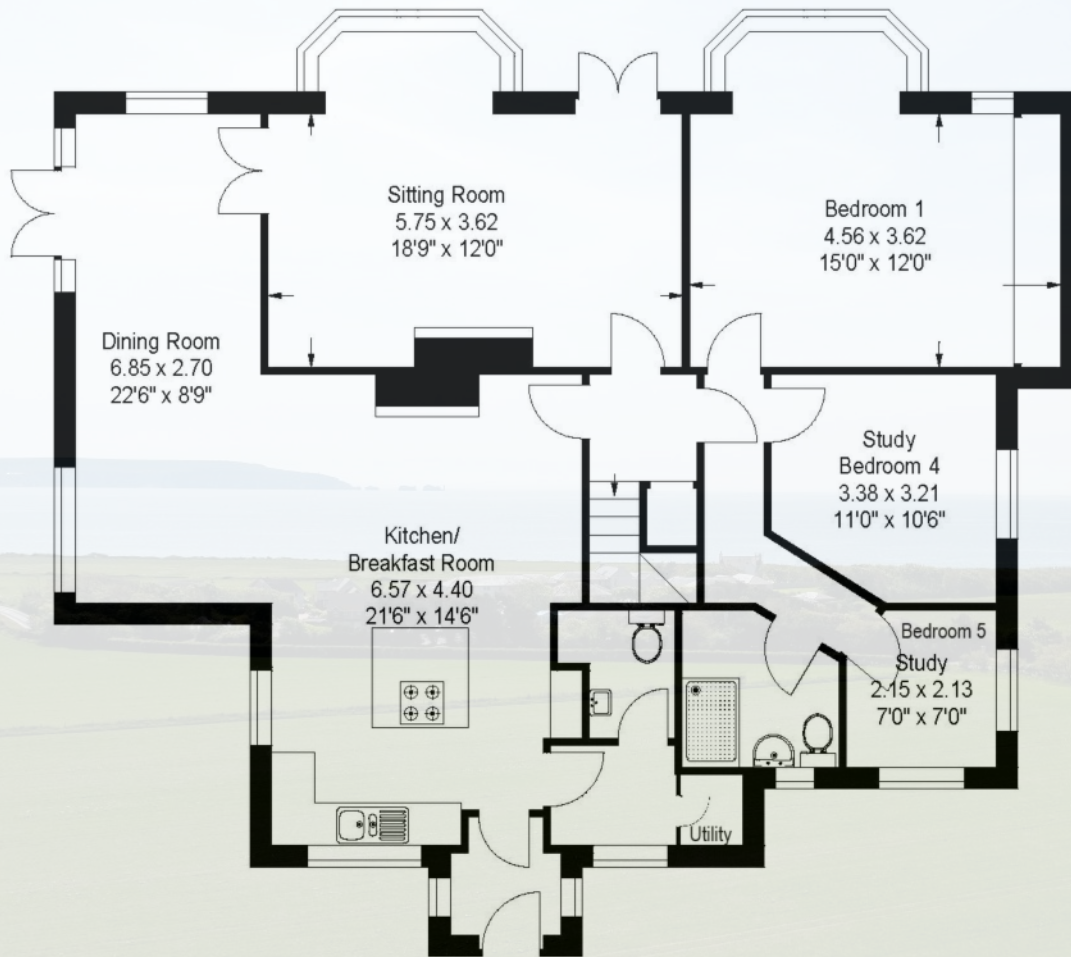 Sitting Room
5.75 x 3.62
18'9" x 12'0"
Bedroom 1
4.56 x 3.62
15'0" x 12'0"
Dining Room
6.85 x 2.70
22'6" x 8'9"
Study
Bedroom 4
3.38 x 3.21
11'0" x 10'6"
Kitchen/
Breakfast Room
6.57 x 4.40
21'6" x 14'6"
Bedroom 5
Study
2.15 x 2.13
7'0" x 7'0"
Utility